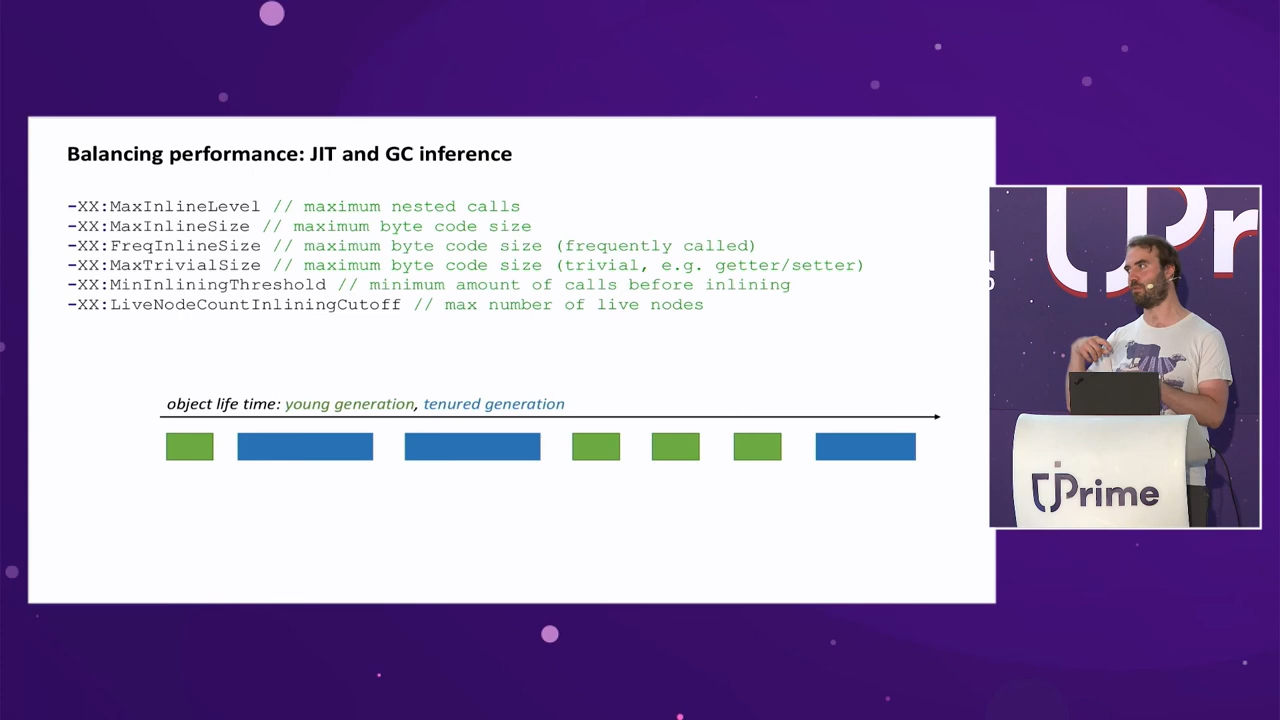 Balancing performance: JIT and GC inference
-XX:MaxInlineLevel // maximum nested calls
-XX:MaxInlineSize // maximum byte code size
-XX:FreqInlineSize // maximum byte code size (frequently called)
-XX:MaxTrivialSize // maximum byte code size (trivial, e.g. getter/setter)
-XX:MinInliningThreshold // minimum amount of calls before inlining
-XX:LiveNodeCountInliningCutoff // max number of live nodes
object life time: young generation, tenured generation
jPr
jPrime